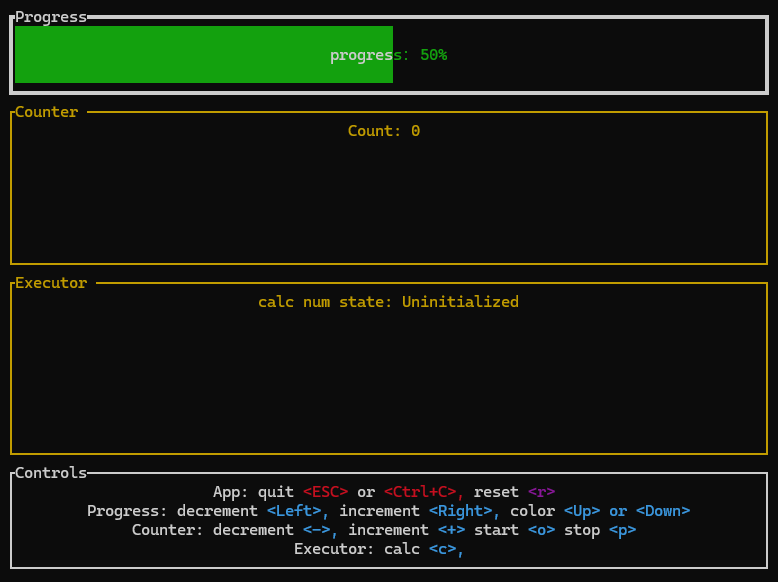 Progress
progress: 50%
Counter
Count: 0
Executor
calc num state: Uninitialized
Controls
App: quit <ESC> or <Ctrl+C>, reset <r>
Progress: decrement <Left>, increment <Right>, color <Up> or <Down>
Counter: decrement <->, increment <+> start <o> stop <p>
Executor: calc <c>,